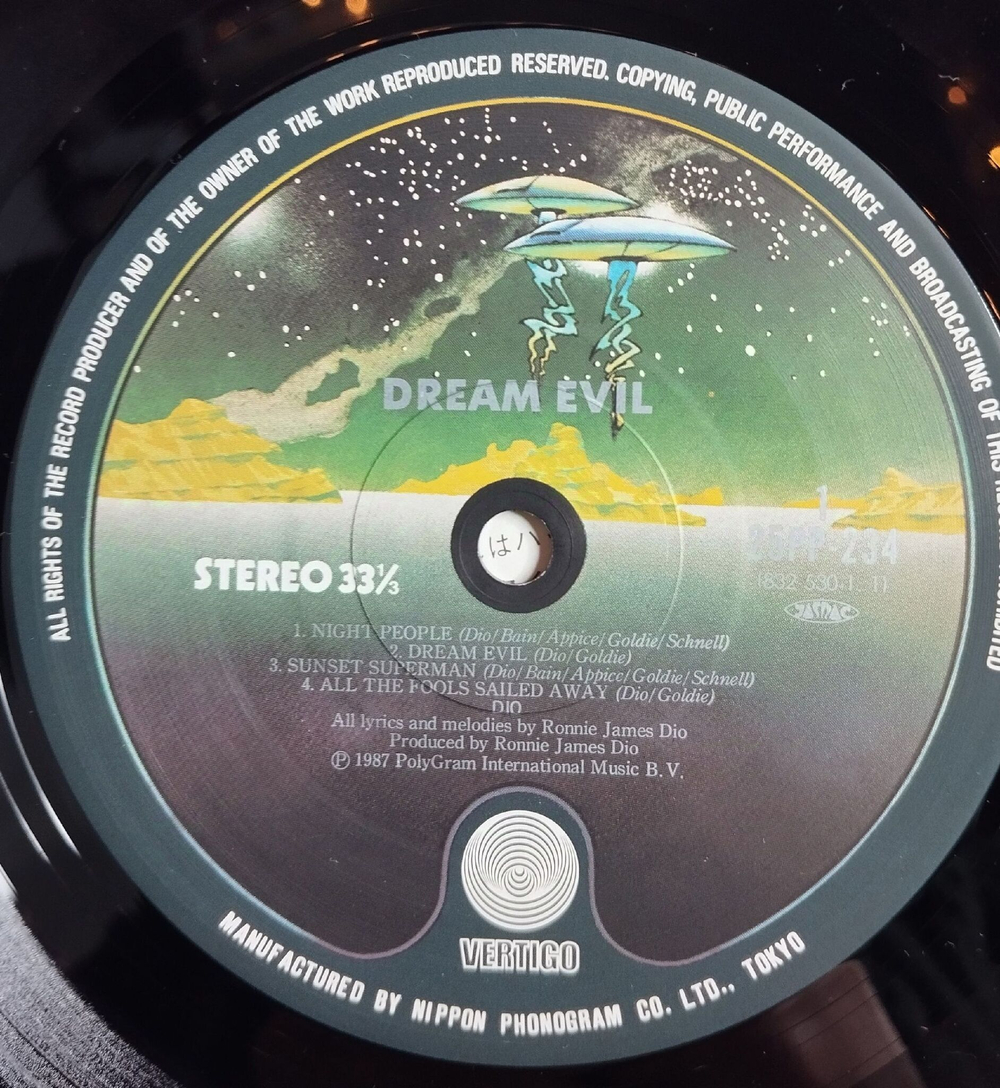 ALL RIGHTS OF THE RECORD PRODUCER AND OF THE OWNER OF THE WORK REPRODUCED RESERVED. COPYING, PUBLIC PERFORMANCE AND BROADCASTING OF THIS
DREAM EVIL
1
234
STEREO 33⅓
JASRAC
はハ
1. NIGHT PEOPLE (Dio/Bain/Appice/Goldie/Schnell)
2. DREAM EVIL (Dio/Goldie)
3. SUNSET SUPERMAN (Dio/Bain/Appice/Goldie/Schnell)
4. ALL THE FOOLS SAILED AWAY (Dio/Goldie)
DIO
All lyrics and melodies by Ronnie James Dio
Produced by Ronnie James Dio
Ⓟ 1987 PolyGram International Music B.V.
VERTIGO
MANUFACTURED BY NIPPON PHONOGRAM CO. LTD., TOKYO